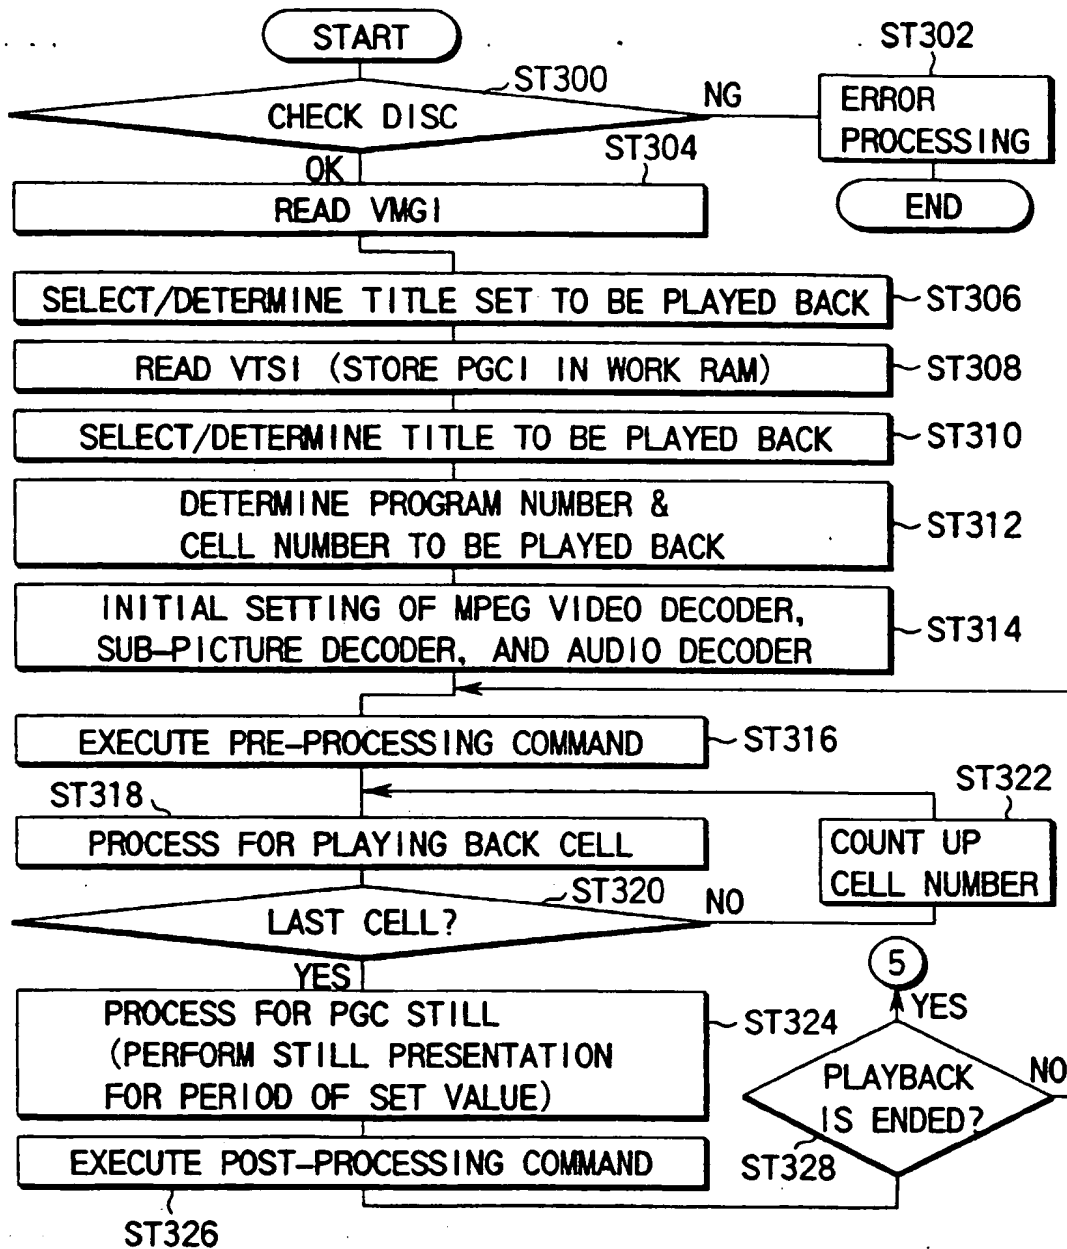 START
ST300
CHECK DISC
NG
ST302
ERROR
PROCESSING
END
OK
ST304
READ VMGI
SELECT/DETERMINE TITLE SET TO BE PLAYED BACK
ST306
READ VTSI (STORE PGCI IN WORK RAM)
ST308
SELECT/DETERMINE TITLE TO BE PLAYED BACK
ST310
DETERMINE PROGRAM NUMBER &
CELL NUMBER TO BE PLAYED BACK
ST312
INITIAL SETTING OF MPEG VIDEO DECODER,
SUB-PICTURE DECODER, AND AUDIO DECODER
ST314
EXECUTE PRE-PROCESSING COMMAND
ST316
ST318
PROCESS FOR PLAYING BACK CELL
ST322
COUNT UP
CELL NUMBER
ST320
LAST CELL?
NO
YES
PROCESS FOR PGC STILL
(PERFORM STILL PRESENTATION
FOR PERIOD OF SET VALUE)
ST324
5
YES
PLAYBACK
IS ENDED?
NO
ST328
EXECUTE POST-PROCESSING COMMAND
ST326